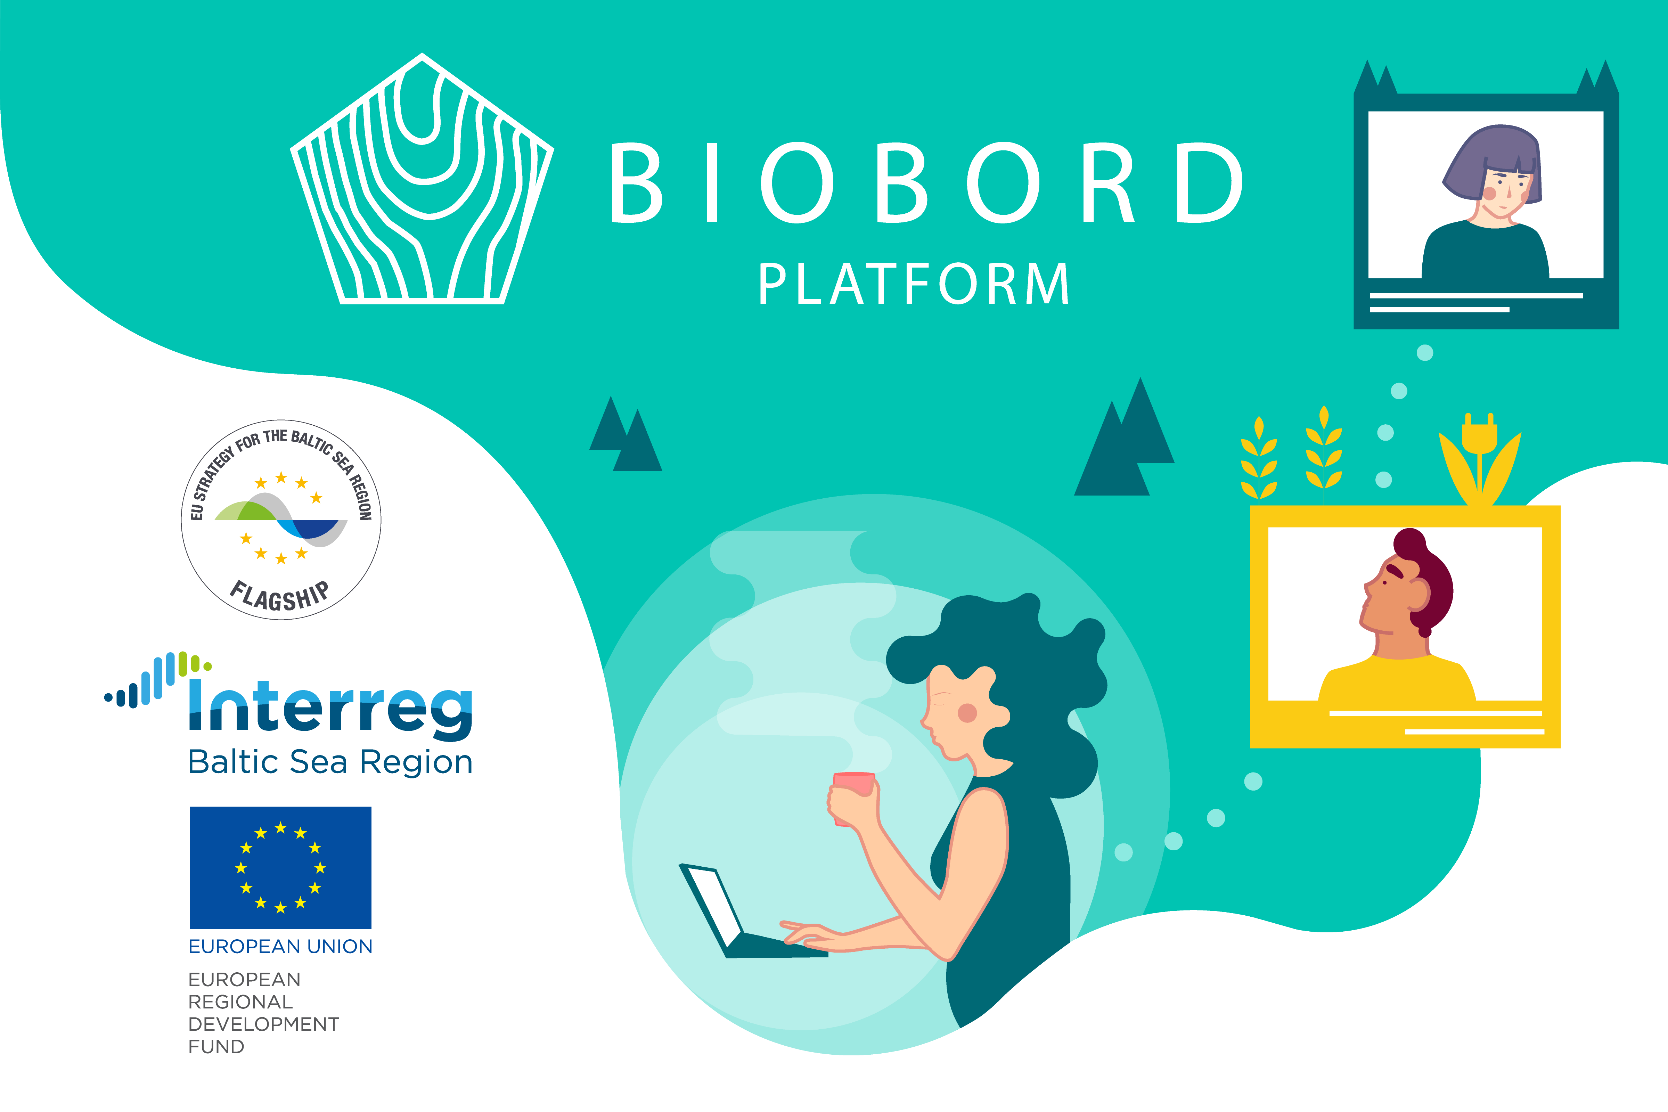 BIOBORD
PLATFORM
EU STRATEGY FOR THE BALTIC SEA REGION
FLAGSHIP
Interreg
Baltic Sea Region
EUROPEAN UNION
EUROPEAN
REGIONAL
DEVELOPMENT
FUND